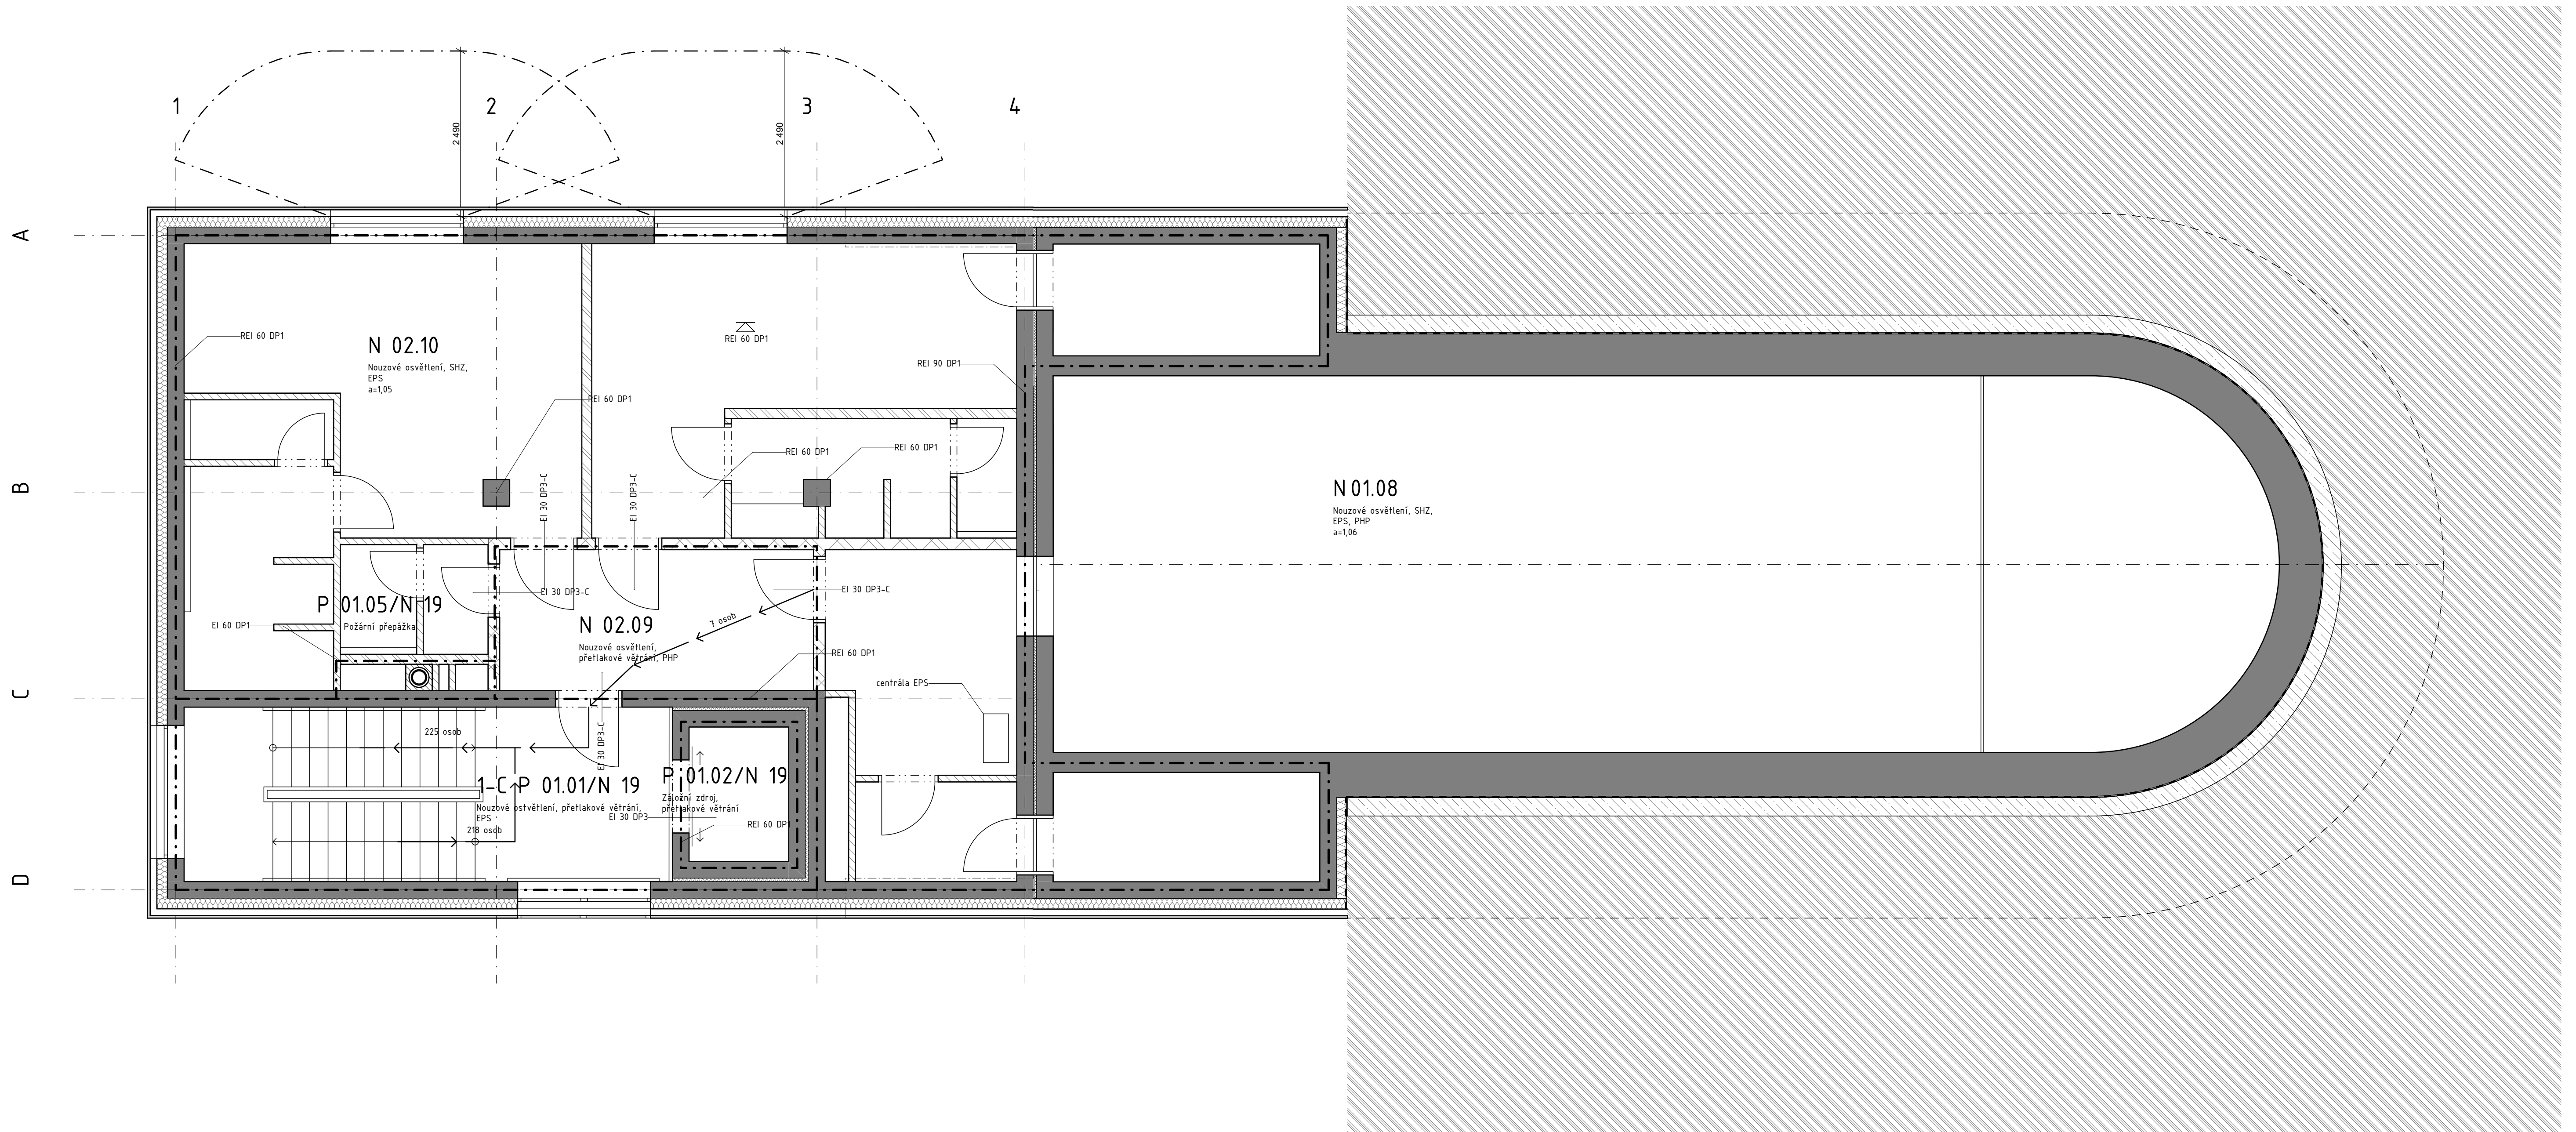 1
2
3
4
2 490
2 490
A
B
C
D
REI 60 DP1
N 02.10
Nouzové osvětlení, SHZ,
EPS
a=1,05
REI 60 DP1
REI 60 DP1
REI 90 DP1
REI 60 DP1
REI 60 DP1
EI 30 DP3-C
EI 30 DP3-C
N 01.08
Nouzové osvětlení, SHZ,
EPS, PHP
a=1,06
EI 30 DP3-C
EI 30 DP3-C
P 01.05/N 19
Požární přepážka
EI 60 DP1
N 02.09
Nouzové osvětlení,
přetlakové větrání, PHP
7 osob
REI 60 DP1
centrála EPS
225 osob
EI 30 DP3-C
1-C P 01.01/N 19
Nouzové ostvětlení, přetlakové větrání,
EPS
218 osob
P 01.02/N 19
Záložní zdroj,
přetlakové větrání
EI 30 DP3
REI 60 DP1